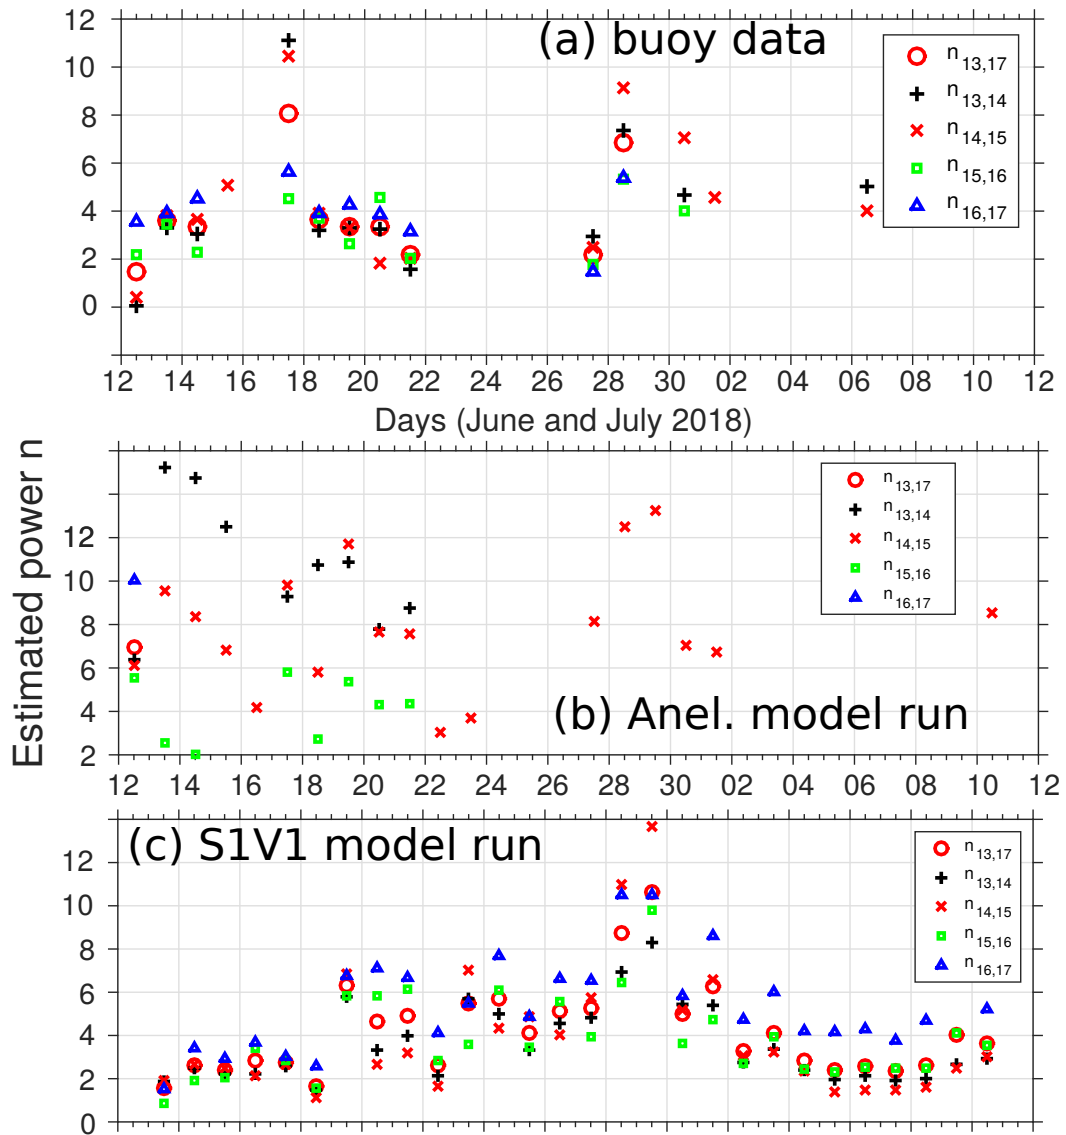 (a) buoy data
n13,17
n13,14
n14,15
n15,16
n16,17
12
10
8
6
4
2
0
12 14 16 18 20 22 24 26 28 30 02 04 06 08 10 12
Days (June and July 2018)
Estimated power n
n13,17
n13,14
n14,15
n15,16
n16,17
12
10
8
6
4
2
(b) Anel. model run
12 14 16 18 20 22 24 26 28 30 02 04 06 08 10 12
(c) S1V1 model run
n13,17
n13,14
n14,15
n15,16
n16,17
12
10
8
6
4
2
0